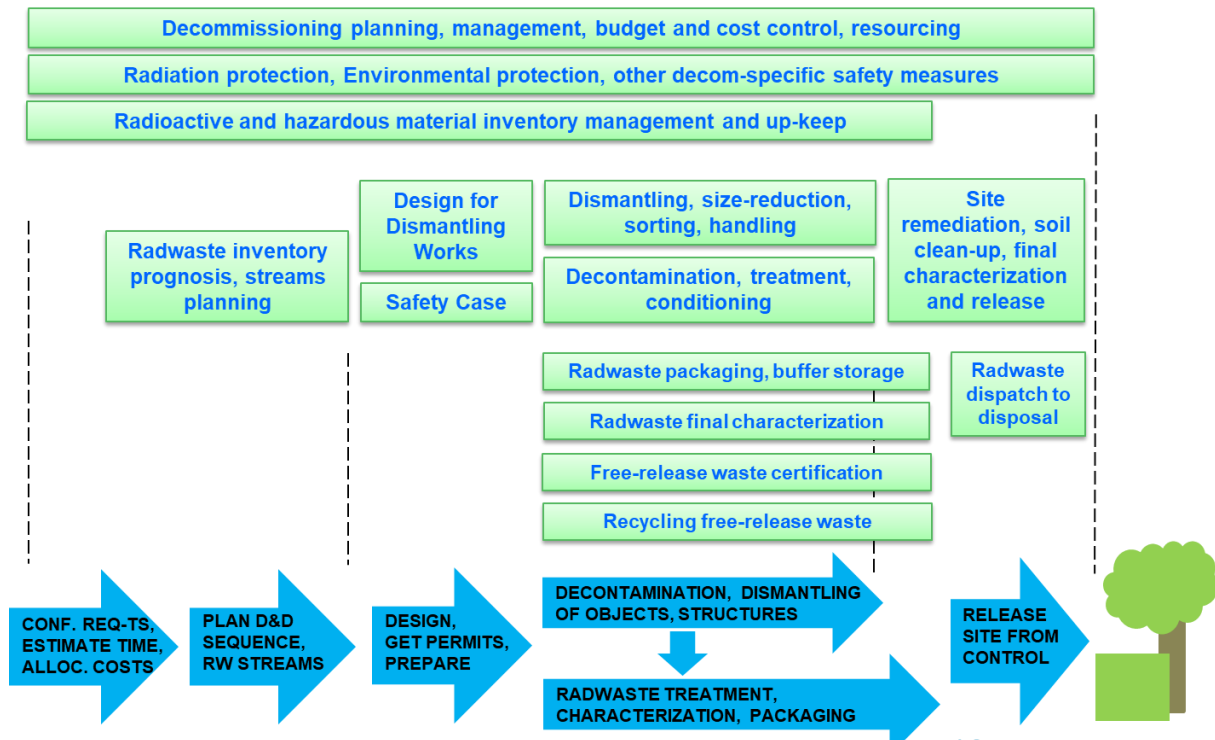 Decommissioning planning, management, budget and cost control, resourcing
Radiation protection, Environmental protection, other decom-specific safety measures
Radioactive and hazardous material inventory management and up-keep
Radwaste inventory
prognosis, streams
planning
Design for
Dismantling
Works
Safety Case
Dismantling, size-reduction,
sorting, handling
Decontamination, treatment,
conditioning
Site
remediation, soil
clean-up, final
characterization
and release
Radwaste packaging, buffer storage
Radwaste final characterization
Free-release waste certification
Recycling free-release waste
Radwaste
dispatch to
disposal
CONF. REQ-TS,
ESTIMATE TIME,
ALLOC. COSTS
PLAN D&D
SEQUENCE,
RW STREAMS
DESIGN,
GET PERMITS,
PREPARE
DECONTAMINATION, DISMANTLING
OF OBJECTS, STRUCTURES
RADWASTE TREATMENT,
CHARACTERIZATION, PACKAGING
RELEASE
SITE FROM
CONTROL